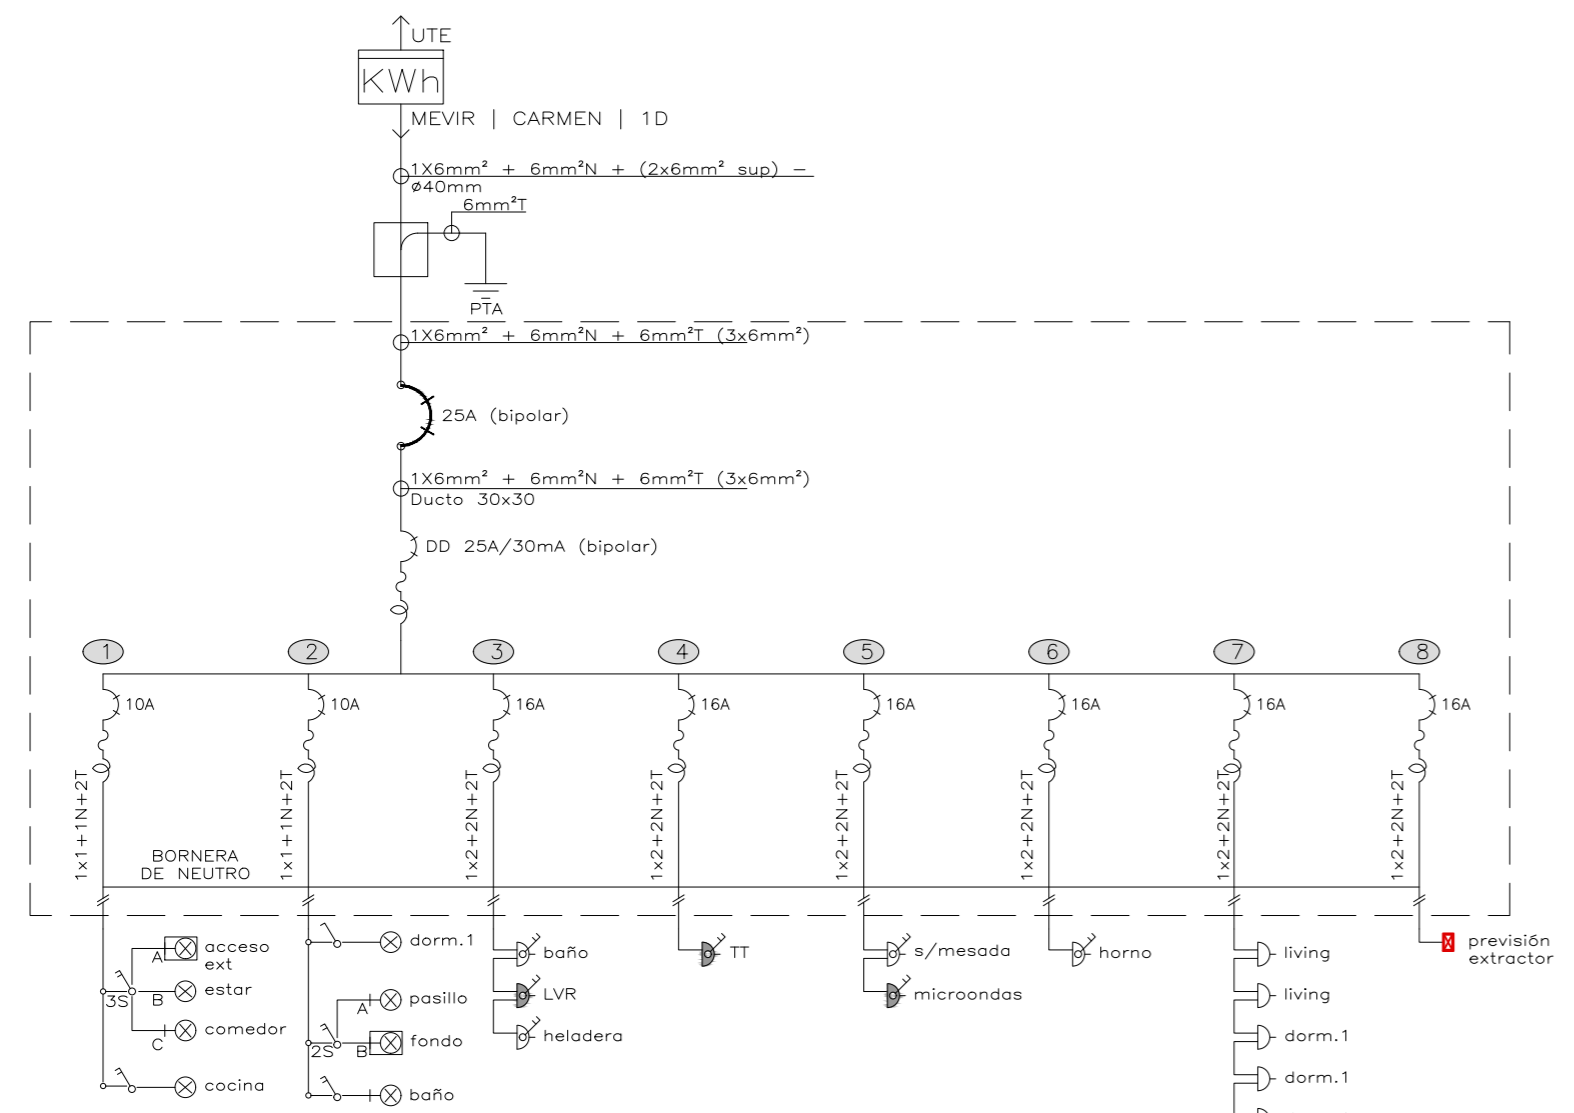 UTE
KWh
MEVIR | CARMEN | 1D
1X6mm² + 6mm²N + (2x6mm² sup) –
ø40mm
6mm²T
PTA
1X6mm² + 6mm²N + 6mm²T (3x6mm²)
25A (bipolar)
1X6mm² + 6mm²N + 6mm²T (3x6mm²)
Ducto 30x30
DD 25A/30mA (bipolar)
1 2 3 4 5 6 7 8
10A 10A 16A 16A 16A 16A 16A 16A
1x1+1N+2T 1x1+1N+2T 1x2+2N+2T 1x2+2N+2T 1x2+2N+2T 1x2+2N+2T 1x2+2N+2T 1x2+2N+2T
BORNERA
DE NEUTRO
A acceso
ext
3S B estar
C comedor
cocina
dorm.1
A pasillo
2S B fondo
baño
baño
LVR
heladera
TT
s/mesada
microondas
horno
living
living
dorm.1
dorm.1
previsión
extractor